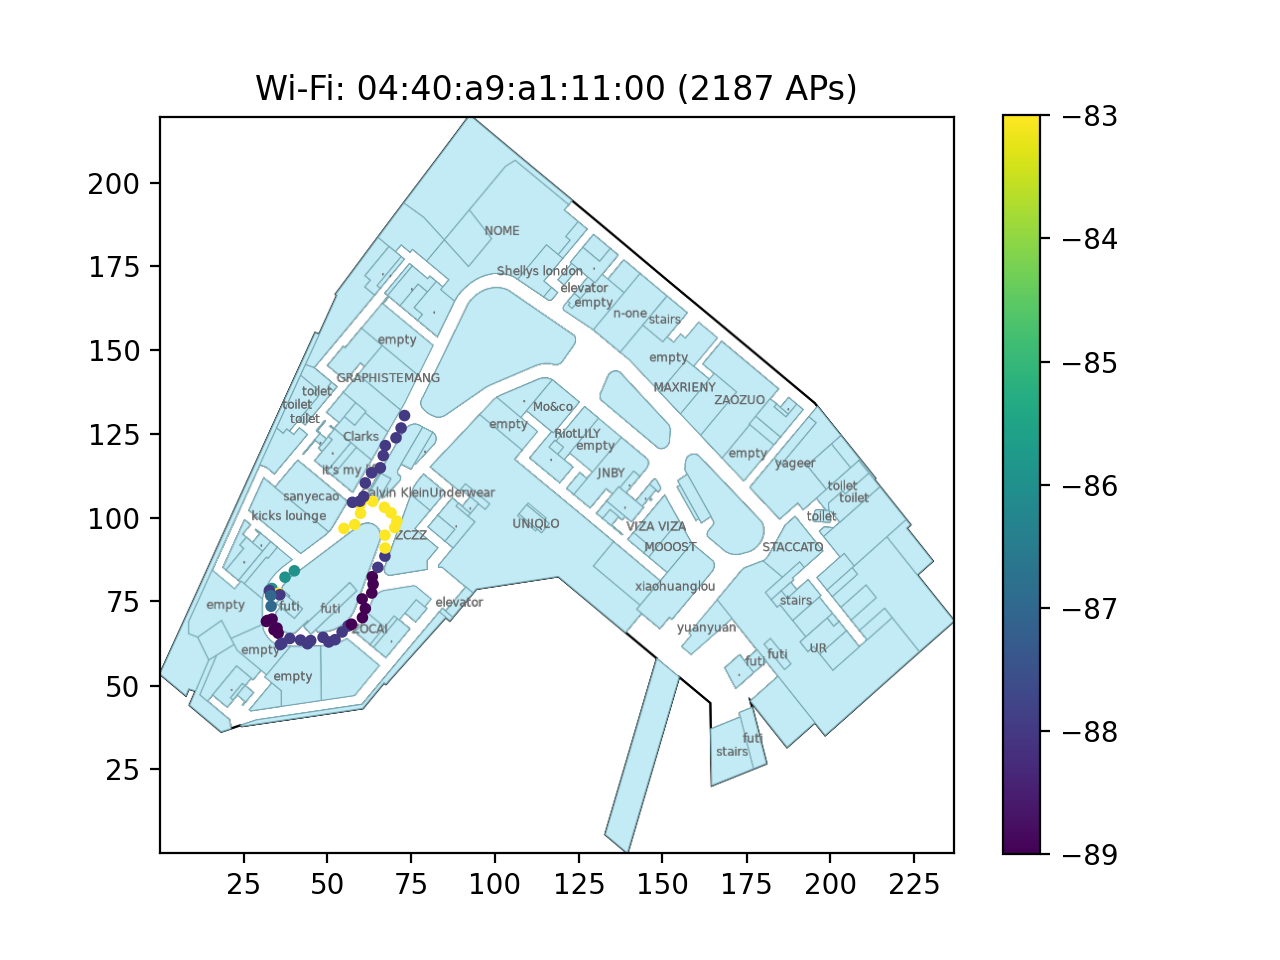 Wi-Fi: 04:40:a9:a1:11:00 (2187 APs)
−83
200
NOME
−84
175
Shellys london
elevator
empty
n-one
stairs
empty
150
−85
empty
GRAPHISTEMANG
MAXRIENY
toilet
ZAOZUO
toilet
Mo&co
toilet
empty
125
RiotLILY
Clarks
empty
empty
yageer
it's my
JNBY
−86
toilet
sanyecao
alvin KleinUnderwear
toilet
100
kicks lounge
UNIQLO
VIZA VIZA
toilet
ZCZZ
MOOOST
STACCATO
xiaohuanglou
−87
75
empty
futi
futi
elevator
stairs
ZOCAI
yuanyuan
empty
UR
futi
futi
50
empty
−88
futi
stairs
25
−89
25
50
75
100
125
150
175
200
225